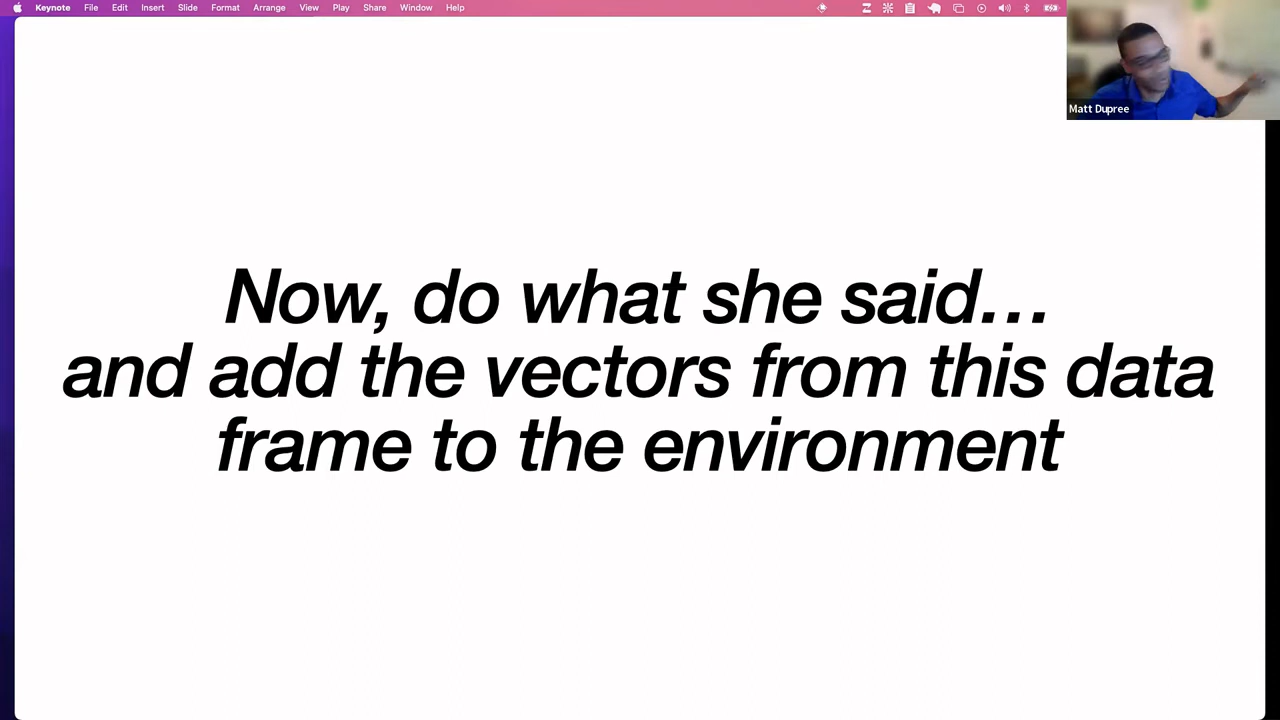 Keynote File Edit Insert Slide Format Arrange View Play Share Window Help
Matt Dupree
Now, do what she said…
and add the vectors from this data
frame to the environment